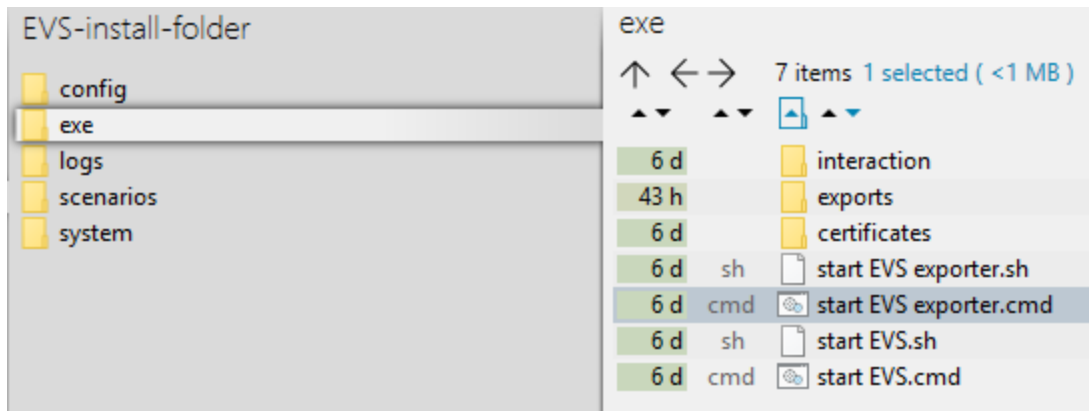 EVS-install-folder
config
exe
logs
scenarios
system
exe
7 items 1 selected ( <1 MB )
6 d interaction
43 h exports
6 d certificates
6 d sh start EVS exporter.sh
6 d cmd start EVS exporter.cmd
6 d sh start EVS.sh
6 d cmd start EVS.cmd